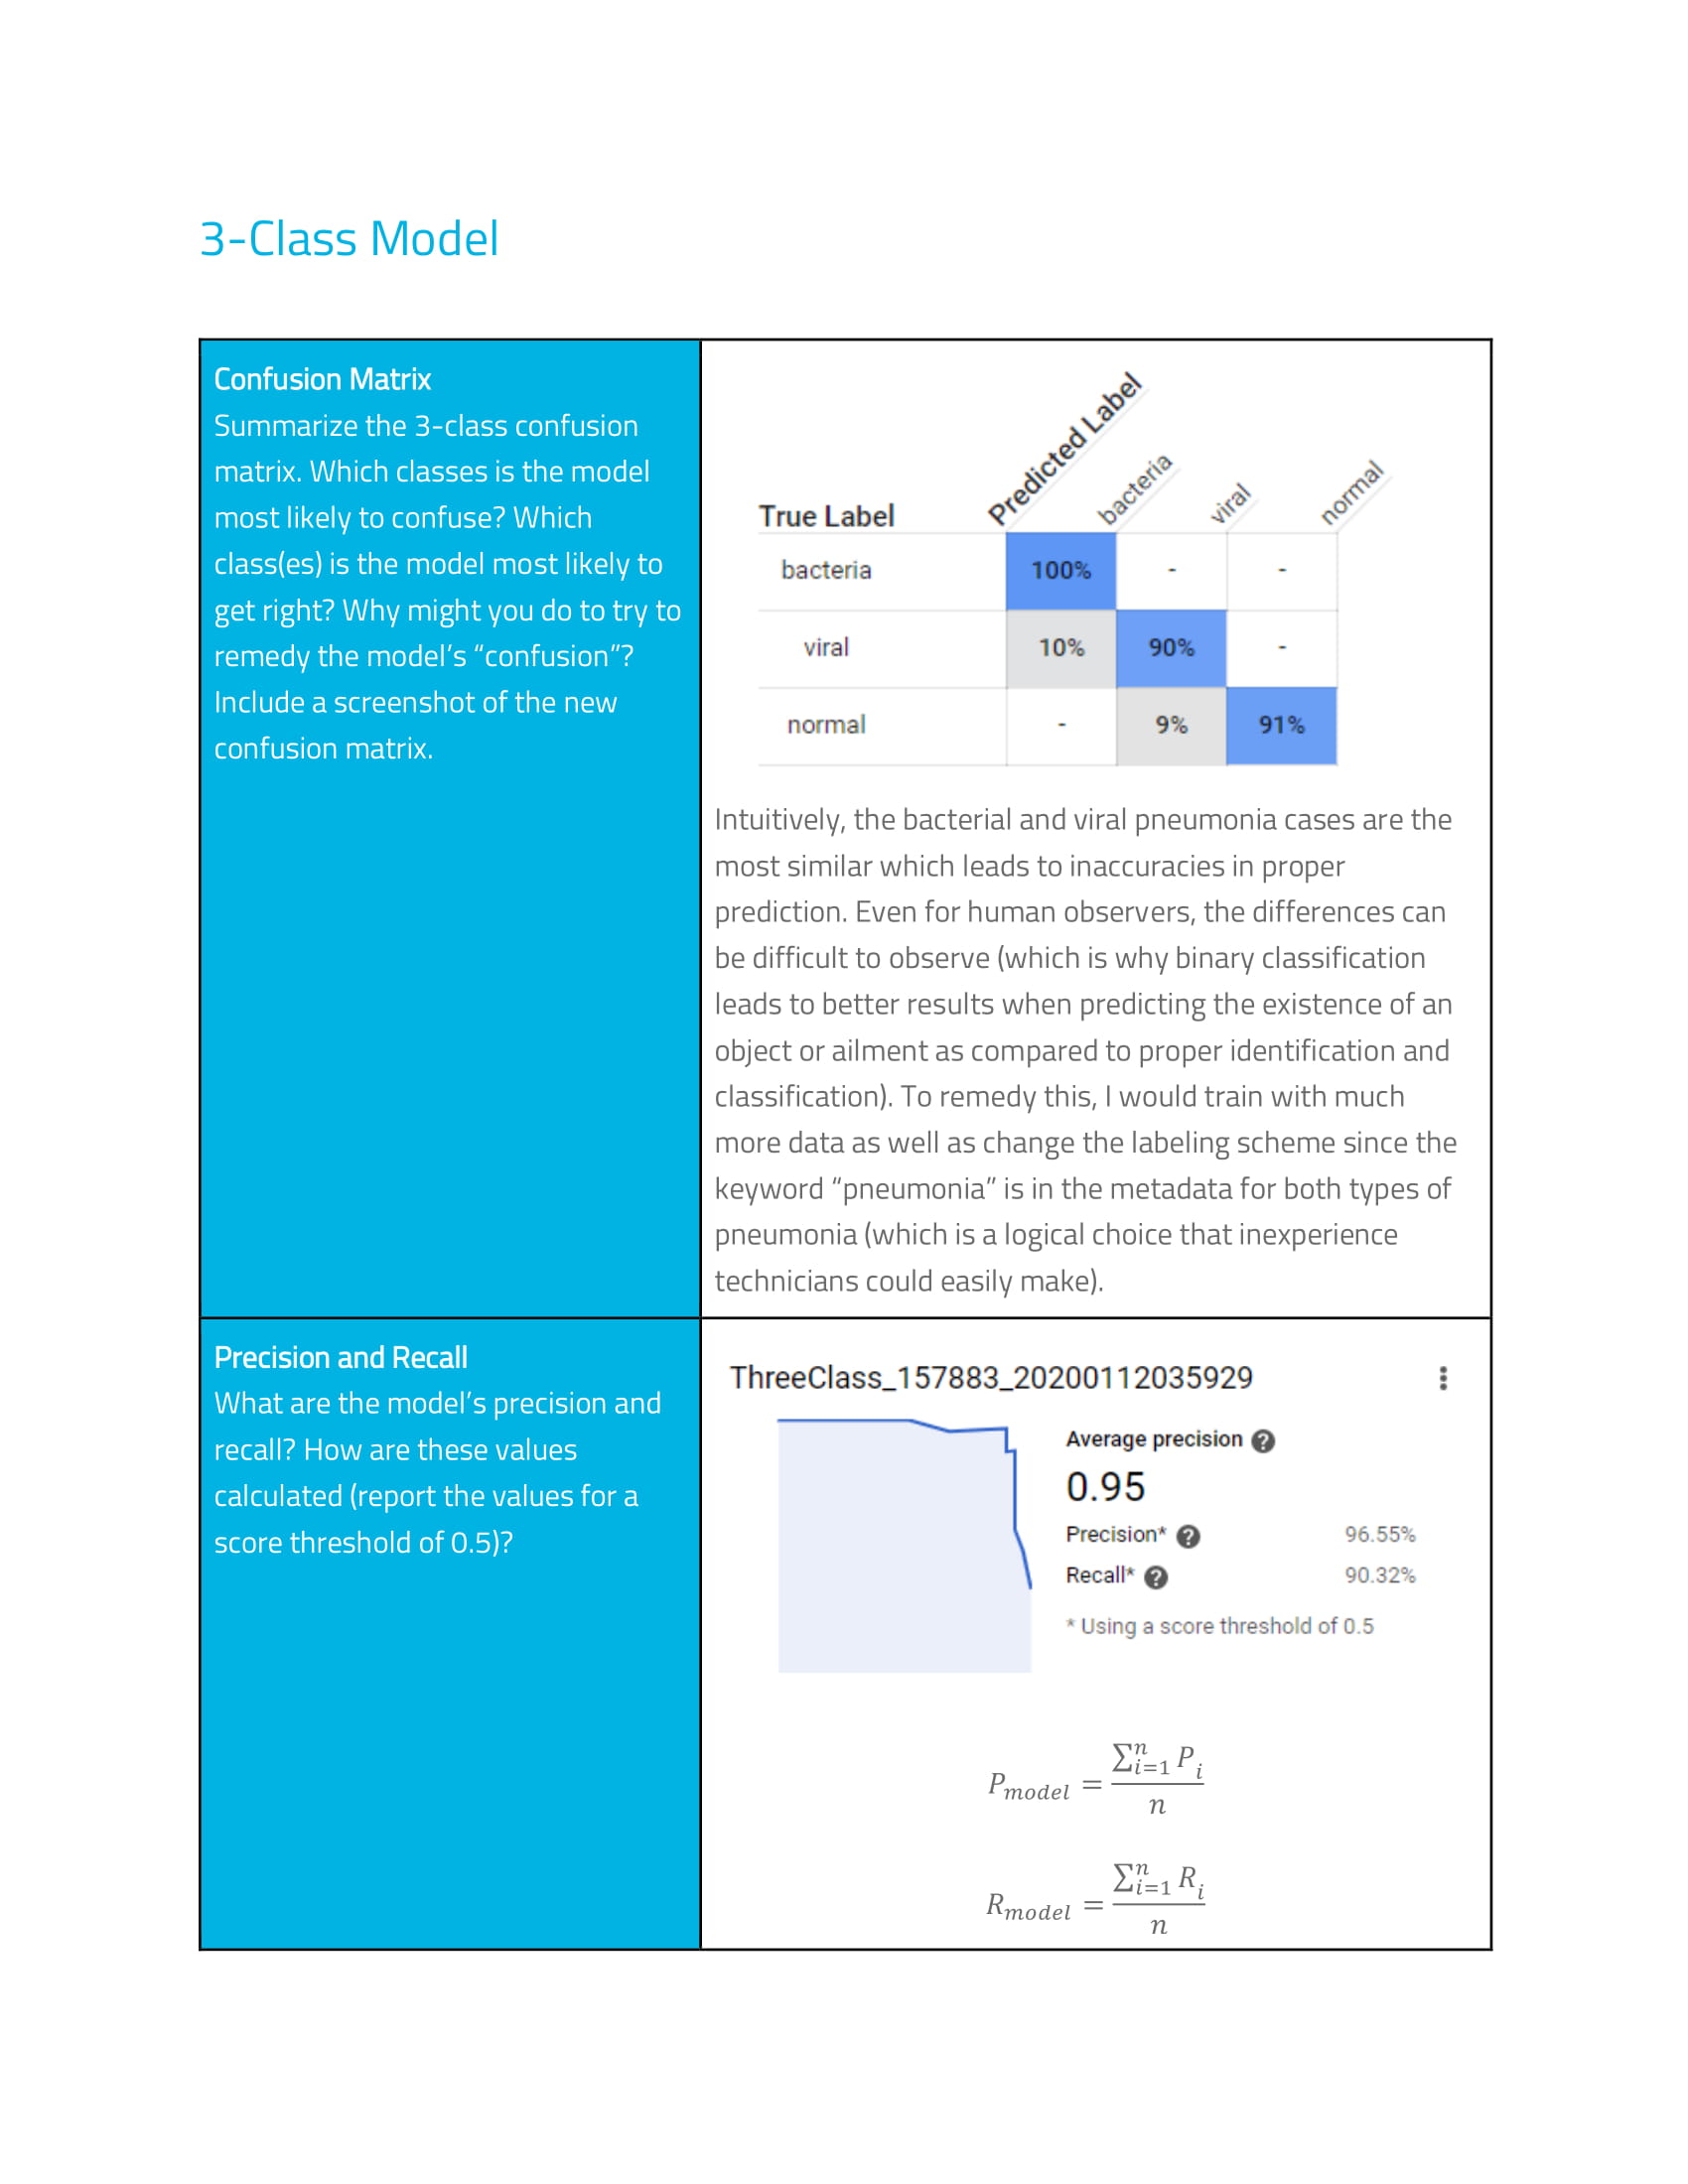 3-Class Model
Confusion Matrix
Summarize the 3-class confusion
matrix. Which classes is the model
most likely to confuse? Which
class(es) is the model most likely to
get right? Why might you do to try to
remedy the model's “confusion”?
Include a screenshot of the new
confusion matrix.
True Label
Predicted Label
bacteria
viral
normal
bacteria 100% - -
viral 10% 90% -
normal - 9% 91%
Intuitively, the bacterial and viral pneumonia cases are the
most similar which leads to inaccuracies in proper
prediction. Even for human observers, the differences can
be difficult to observe (which is why binary classification
leads to better results when predicting the existence of an
object or ailment as compared to proper identification and
classification). To remedy this, I would train with much
more data as well as change the labeling scheme since the
keyword “pneumonia” is in the metadata for both types of
pneumonia (which is a logical choice that inexperience
technicians could easily make).
Precision and Recall
What are the model's precision and
recall? How are these values
calculated (report the values for a
score threshold of 0.5)?
ThreeClass_157883_20200112035929
Average precision ?
0.95
Precision* ? 96.55%
Recall* ? 90.32%
* Using a score threshold of 0.5
P_model = ∑_{i=1}^n P_i / n
R_model = ∑_{i=1}^n R_i / n